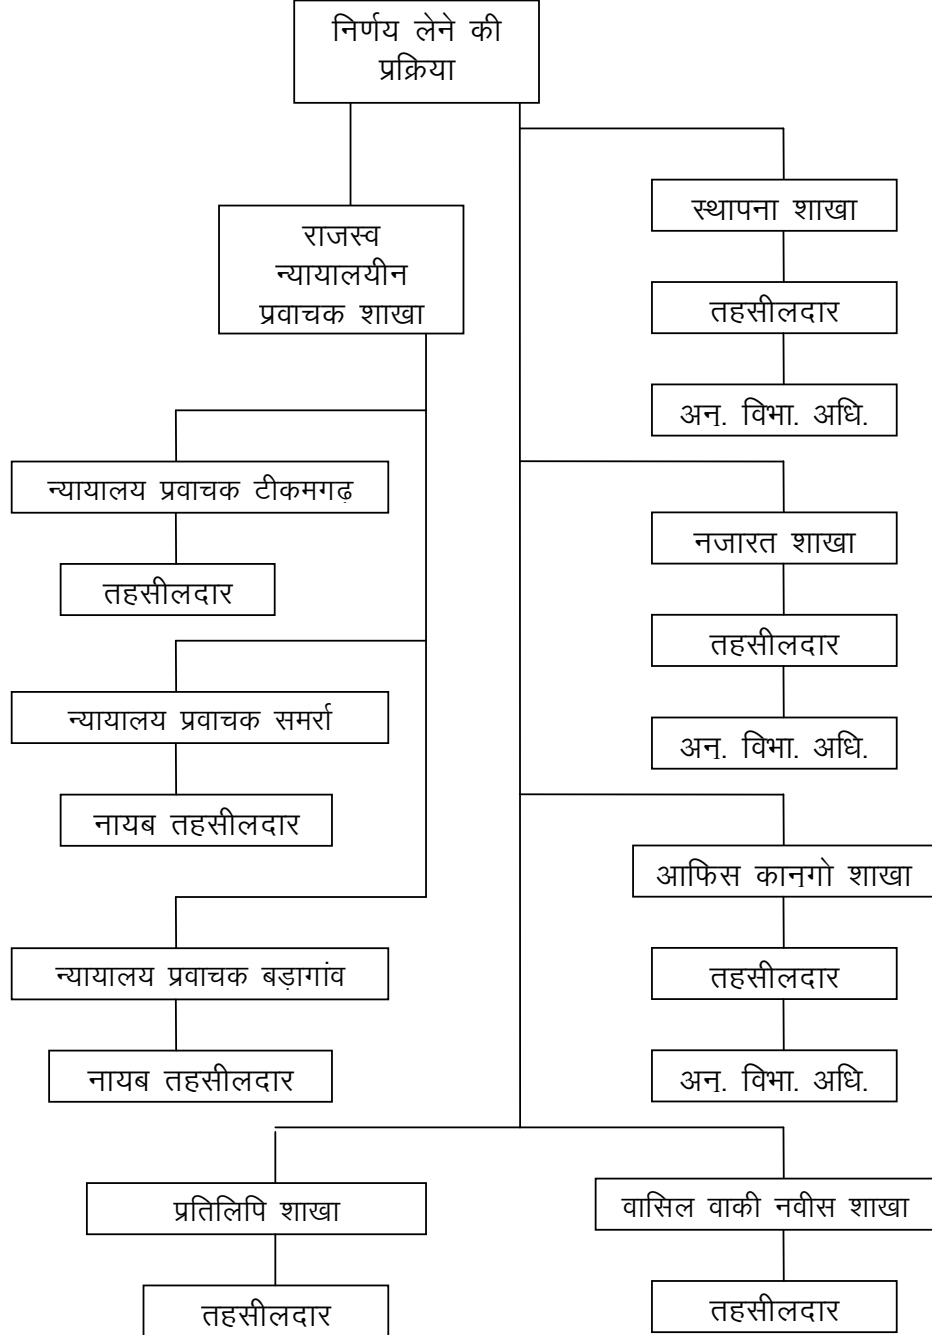 निर्णय लेने की
प्रक्रिया
राजस्व
न्यायालयीन
प्रवाचक शाखा
न्यायालय प्रवाचक टीकमगढ़
तहसीलदार
न्यायालय प्रवाचक समर्रा
नायब तहसीलदार
न्यायालय प्रवाचक बड़ागांव
नायब तहसीलदार
स्थापना शाखा
तहसीलदार
अनु. विभा. अधि.
नजारत शाखा
तहसीलदार
अनु. विभा. अधि.
आफिस कानूगो शाखा
तहसीलदार
अनु. विभा. अधि.
प्रतिलिपि शाखा
तहसीलदार
वासिल वाकी नवीस शाखा
तहसीलदार